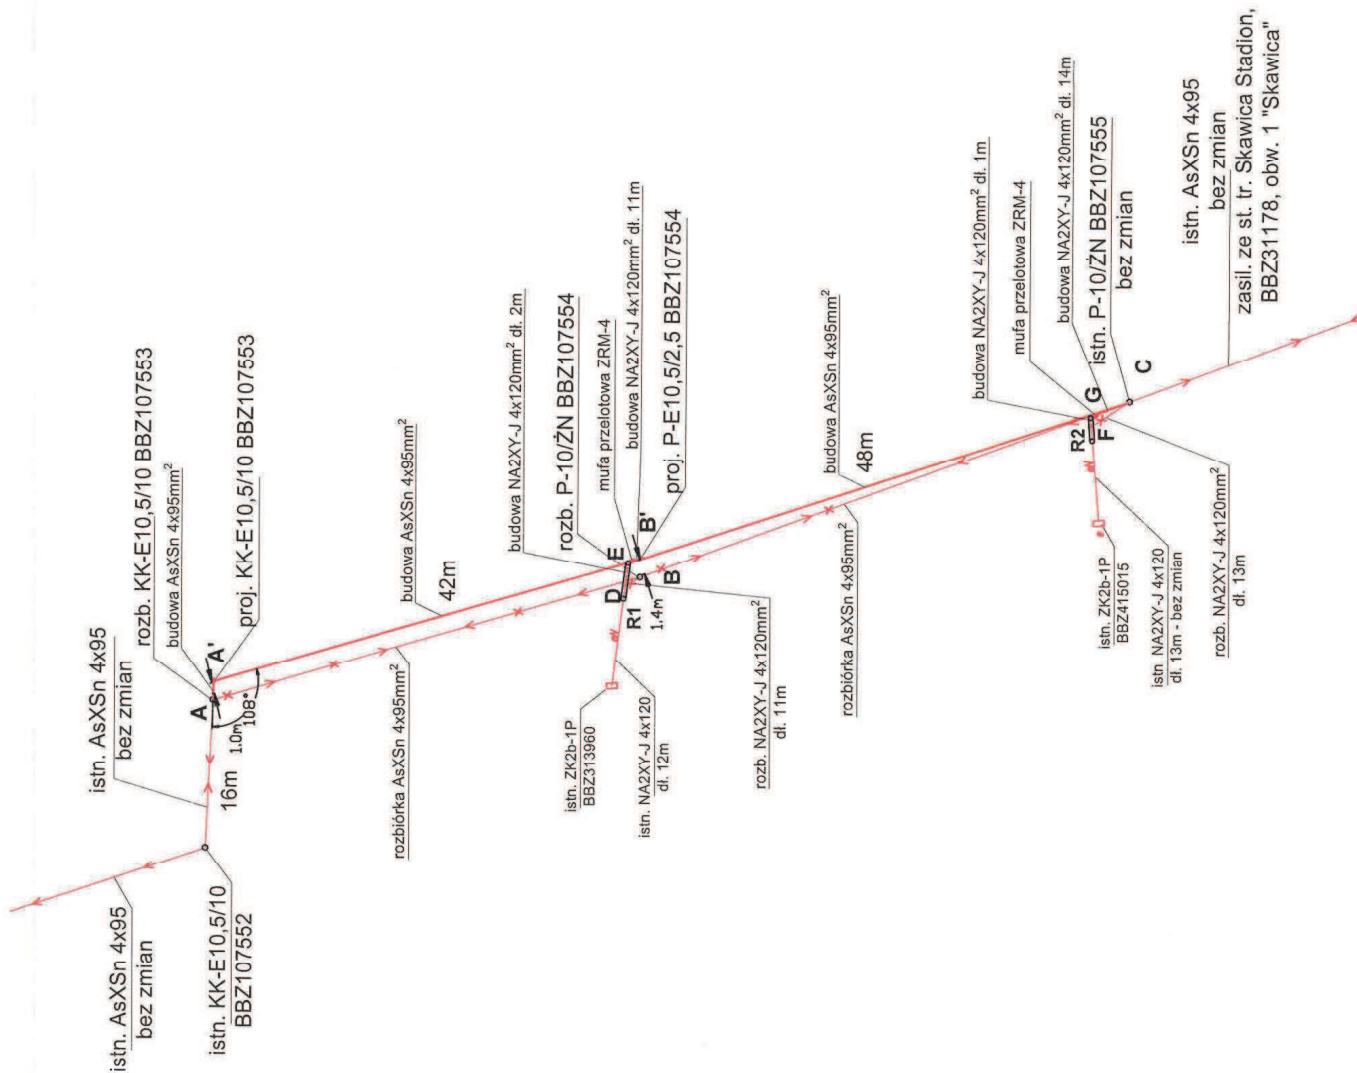 istn. AsXSn 4x95
bez zmian
istn. KK-E10,5/10
BBZ107552
istn. AsXSn 4x95
bez zmian
16m
rozb. KK-E10,5/10 BBZ107553
budowa AsXSn 4x95mm²
proj. KK-E10,5/10 BBZ107553
A
A'
1.0m
108°
rozbiórka AsXSn 4x95mm²
budowa AsXSn 4x95mm²
42m
budowa NA2XY-J 4x120mm² dł. 2m
rozb. P-10/ŻN BBZ107554
mufa przelotowa ZRM-4
budowa NA2XY-J 4x120mm² dł. 11m
proj. P-E10,5/2,5 BBZ107554
D
E
R1
B
B'
1.4m
istn. ZK2b-1P
BBZ313960
istn. NA2XY-J 4x120
dł. 12m
rozb. NA2XY-J 4x120mm²
dł. 11m
budowa AsXSn 4x95mm²
48m
rozbiórka AsXSn 4x95mm²
budowa NA2XY-J 4x120mm² dł. 1m
mufa przelotowa ZRM-4
budowa NA2XY-J 4x120mm² dł. 14m
istn. P-10/ŻN BBZ107555
bez zmian
R2
G
F
C
istn. ZK2b-1P
BBZ415015
istn. NA2XY-J 4x120
dł. 13m - bez zmian
rozb. NA2XY-J 4x120mm²
dł. 13m
istn. AsXSn 4x95
bez zmian
zasil. ze st. tr. Skawica Stadion,
BBZ31178, obw. 1 "Skawica"